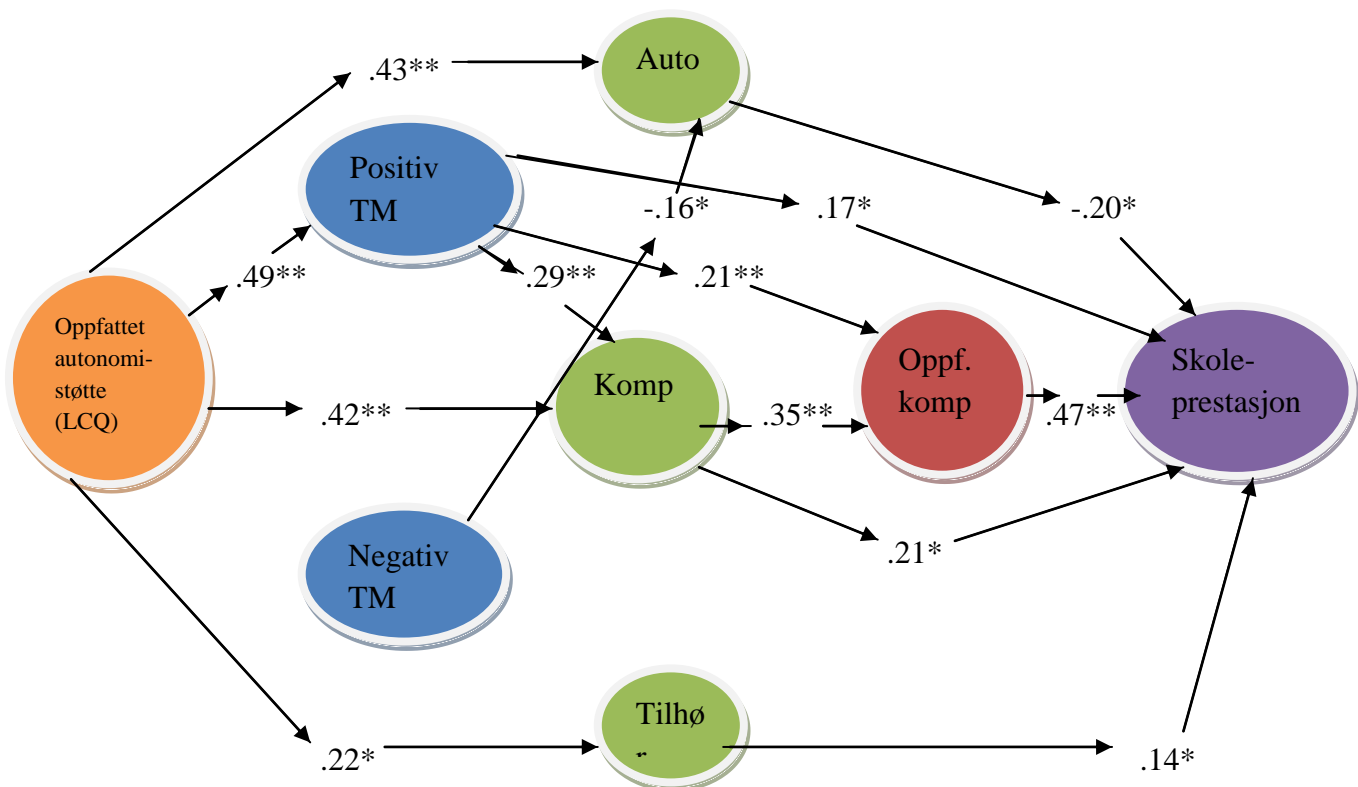 Auto
.43**
Positiv
TM
-.16*
.17*
-.20*
.49**
.29**
.21**
Oppfattet
autonomi-
støtte
(LCQ)
Komp
Oppf.
komp
Skole-
prestasjon
.42**
.35**
.47**
.21*
Negativ
TM
Tilhø
r
.22*
.14*